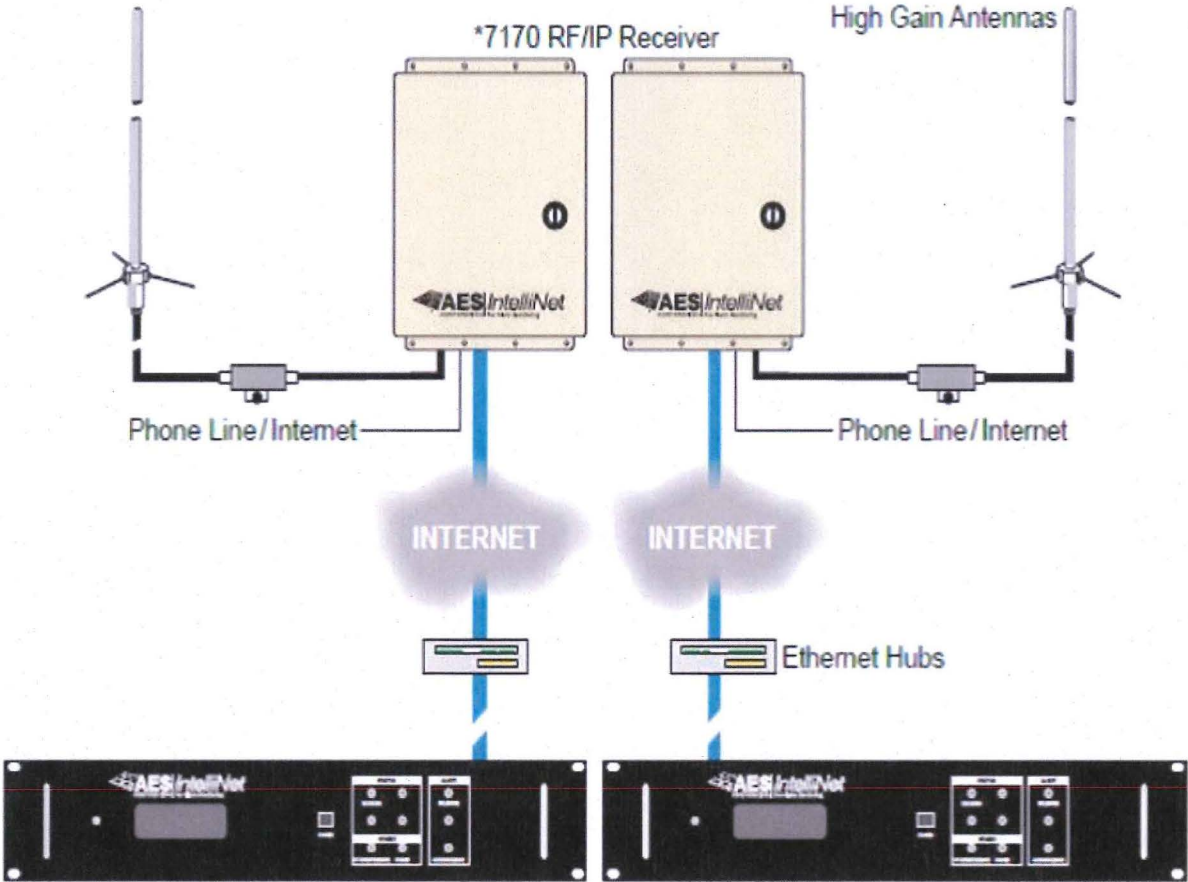 High Gain Antennas
*7170 RF/IP Receiver
AES IntelliNet
AES IntelliNet
Phone Line/Internet
Phone Line/Internet
INTERNET
INTERNET
Ethernet Hubs
AES IntelliNet
AES IntelliNet